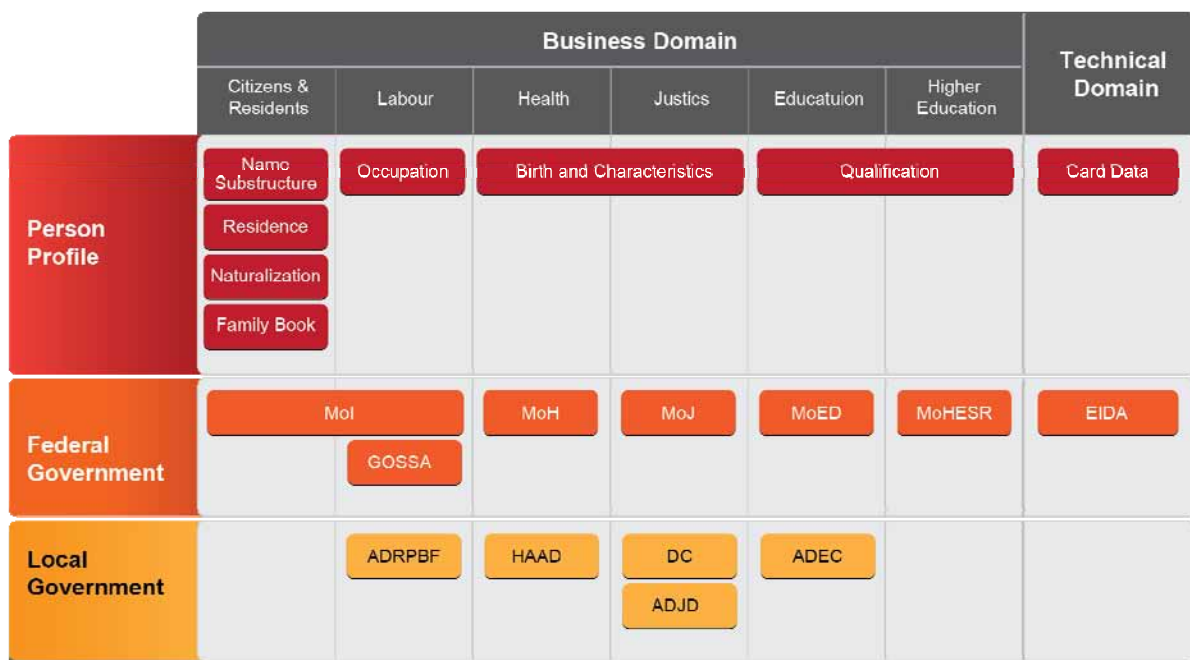 Business Domain
Technical
Domain
Citizens &
Residents
Labour
Health
Justics
Educatuion
Higher
Education
Person
Profile
Name
Substructure
Occupation
Birth and Characteristics
Qualification
Card Data
Residence
Naturalization
Family Book
Federal
Government
MoI
MoH
MoJ
MoED
MoHESR
EIDA
GOSSA
Local
Government
ADRPBF
HAAD
DC
ADEC
ADJD